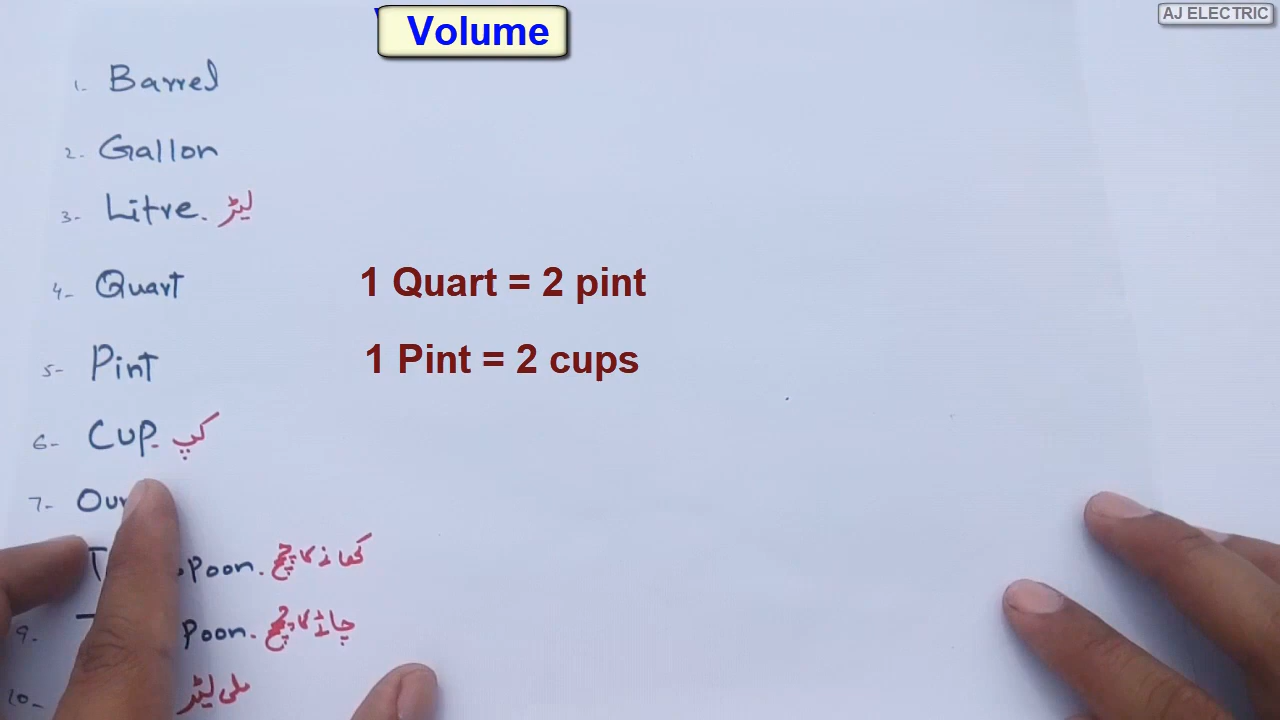 Volume
AJ ELECTRIC
1- Barrel
2- Gallon
3- Litre. لیٹر
4- Quart 1 Quart = 2 pint
5- Pint 1 Pint = 2 cups
6- Cup- کپ
7-
poon. کھانے کا چمچ
9. poon. چائے کا چمچ
10- ملی لیٹر